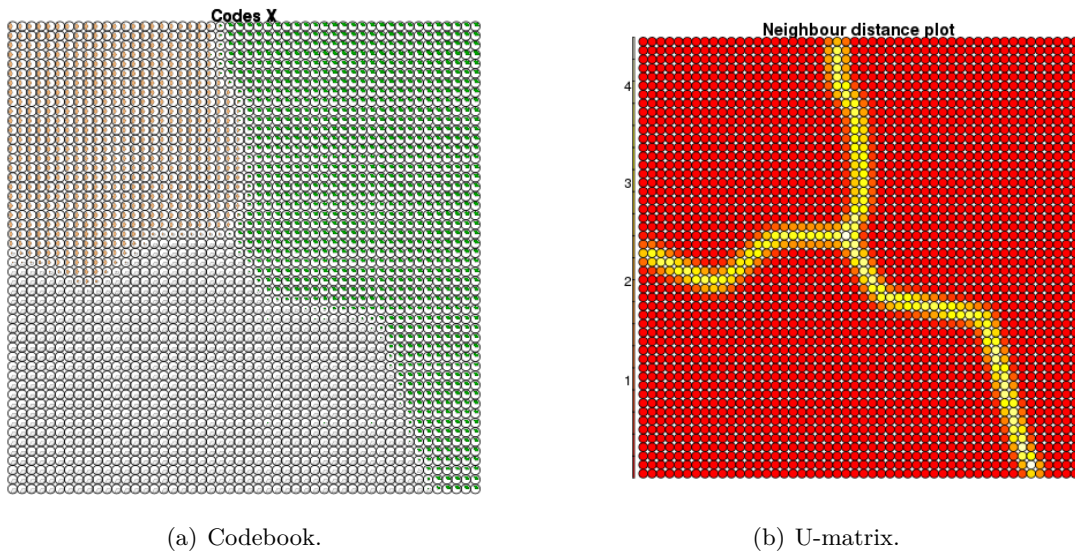 Codes X
Neighbour distance plot
4
3
2
1
(a) Codebook.
(b) U-matrix.